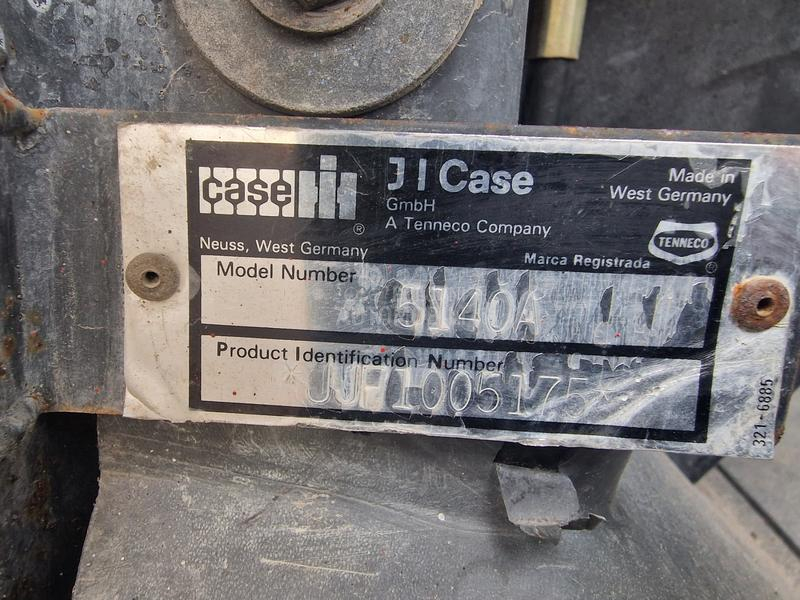 case IH
®
J I Case
GmbH
A Tenneco Company
Made in
West Germany
Neuss, West Germany
Marca Registrada
TENNECO
®
Model Number
5140A
Product Identification Number
*JJF1005175*
321-6885